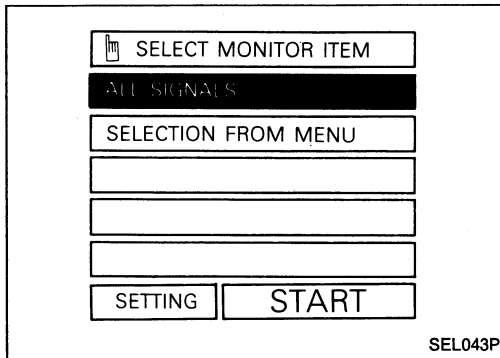 SELECT MONITOR ITEM
ALL SIGNALS
SELECTION FROM MENU
SETTING START
SEL043P